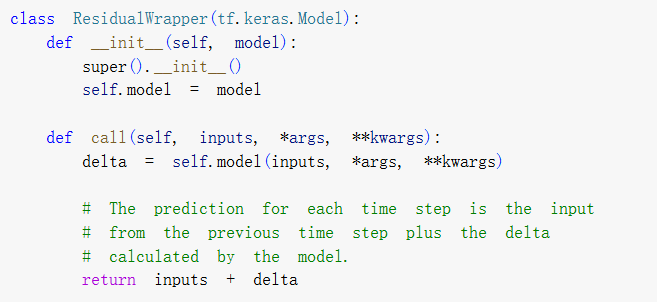 class ResidualWrapper(tf.keras.Model):
    def __init__(self, model):
        super().__init__()
        self.model = model

    def call(self, inputs, *args, **kwargs):
        delta = self.model(inputs, *args, **kwargs)

        # The prediction for each time step is the input
        # from the previous time step plus the delta
        # calculated by the model.
        return inputs + delta